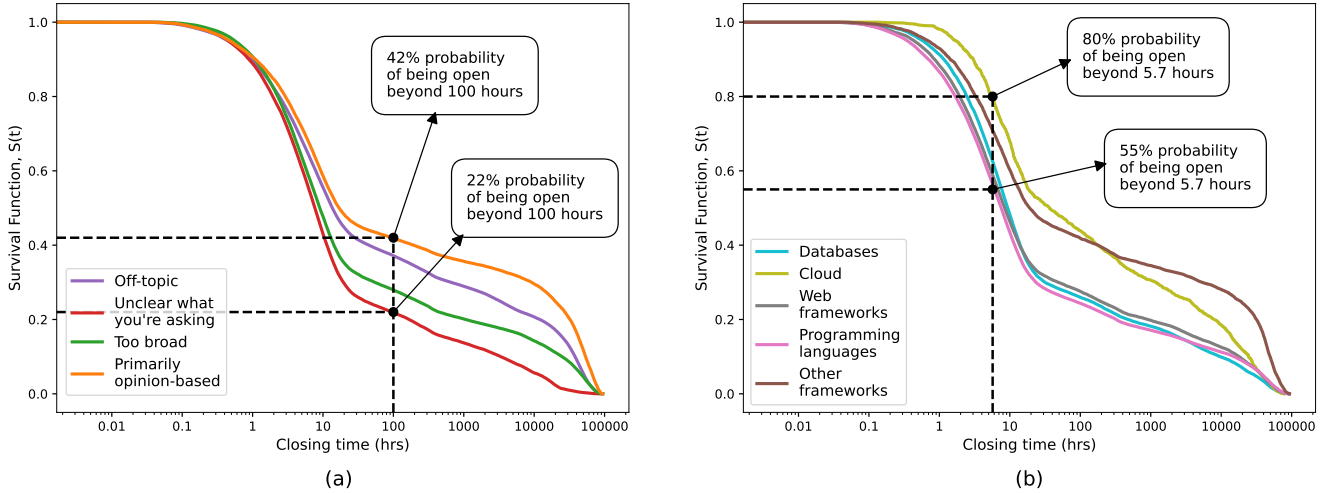 1.0
0.8
0.6
0.4
0.2
0.0
Survival Function, S(t)
42% probability
of being open
beyond 100 hours
22% probability
of being open
beyond 100 hours
Off-topic
Unclear what
you're asking
Too broad
Primarily
opinion-based
0.01 0.1 1 10 100 1000 10000 100000
Closing time (hrs)
(a)
1.0
0.8
0.6
0.4
0.2
0.0
Survival Function, S(t)
80% probability
of being open
beyond 5.7 hours
55% probability
of being open
beyond 5.7 hours
Databases
Cloud
Web
frameworks
Programming
languages
Other
frameworks
0.01 0.1 1 10 100 1000 10000 100000
Closing time (hrs)
(b)